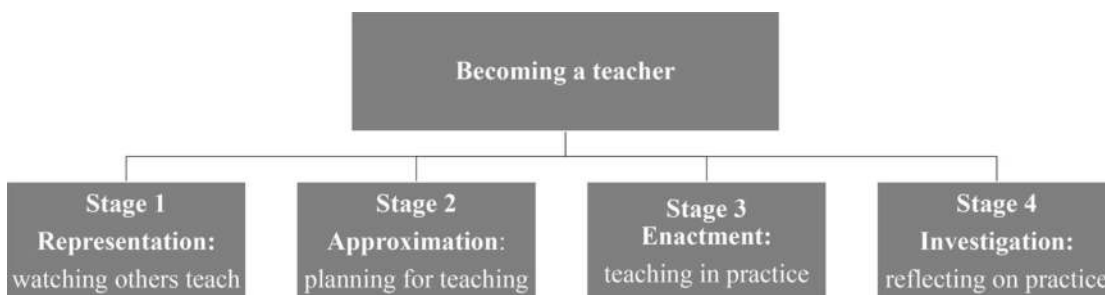 Becoming a teacher
Stage 1
Representation:
watching others teach
Stage 2
Approximation:
planning for teaching
Stage 3
Enactment:
teaching in practice
Stage 4
Investigation:
reflecting on practice